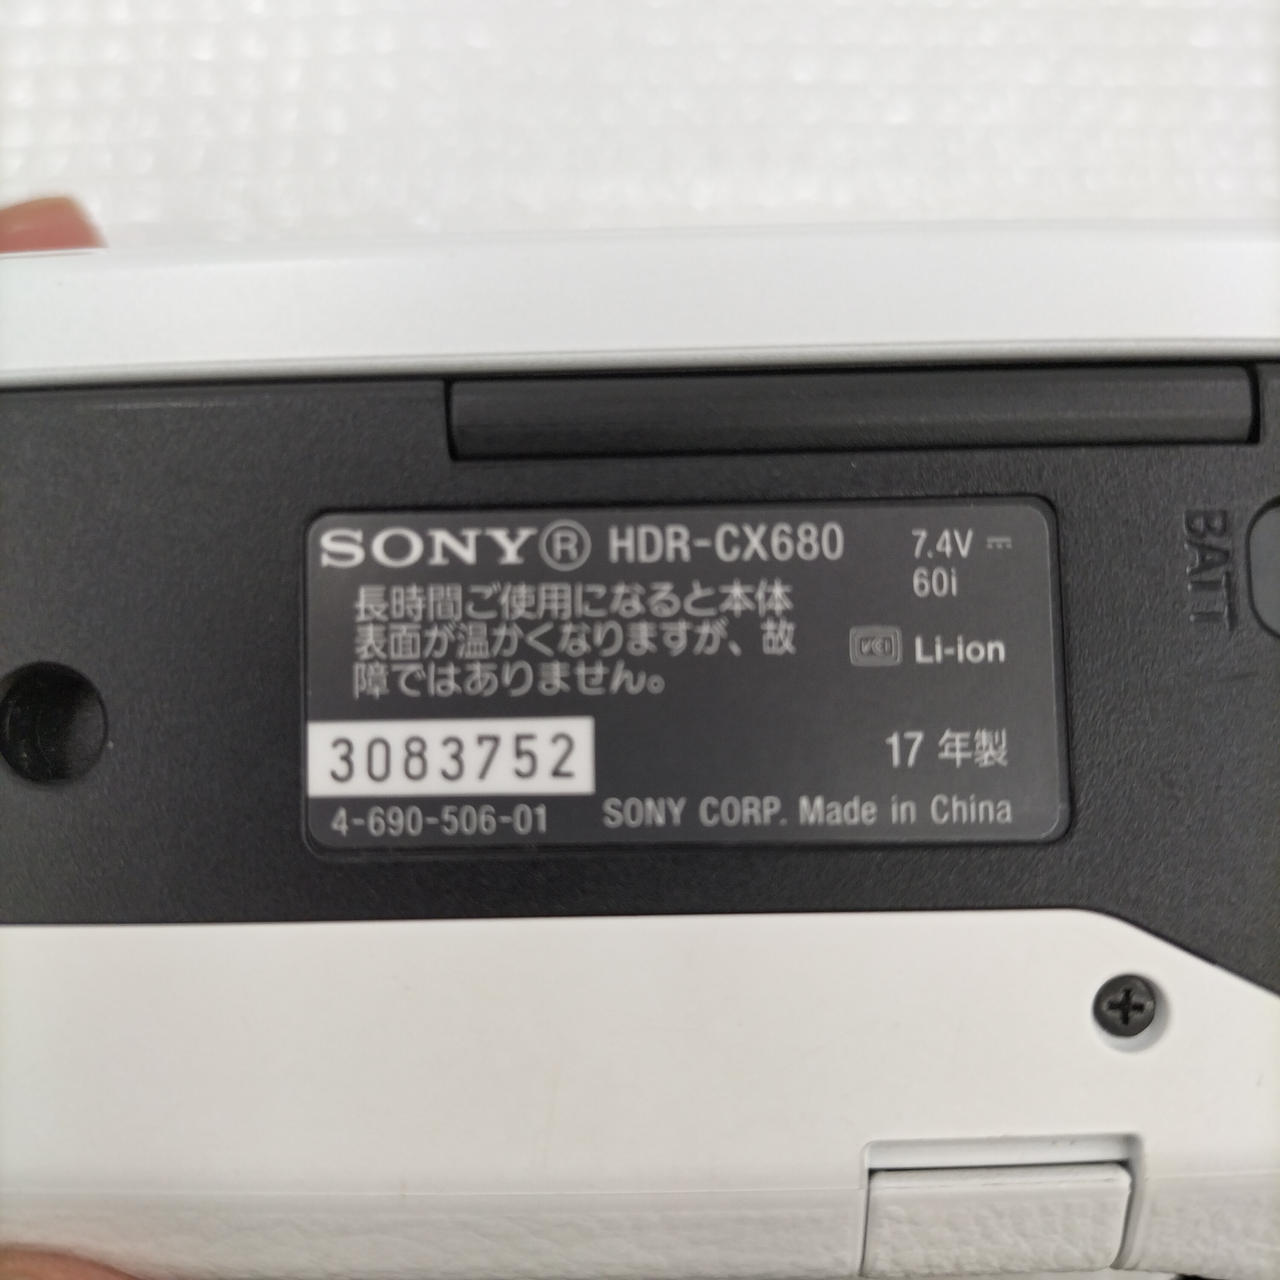 SONY® HDR-CX680
7.4V ⎓
60i
長時間ご使用になると本体
表面が温かくなりますが、故
障ではありません。
VCCI Li-ion
3083752
17 年製
4-690-506-01 SONY CORP. Made in China
BATT